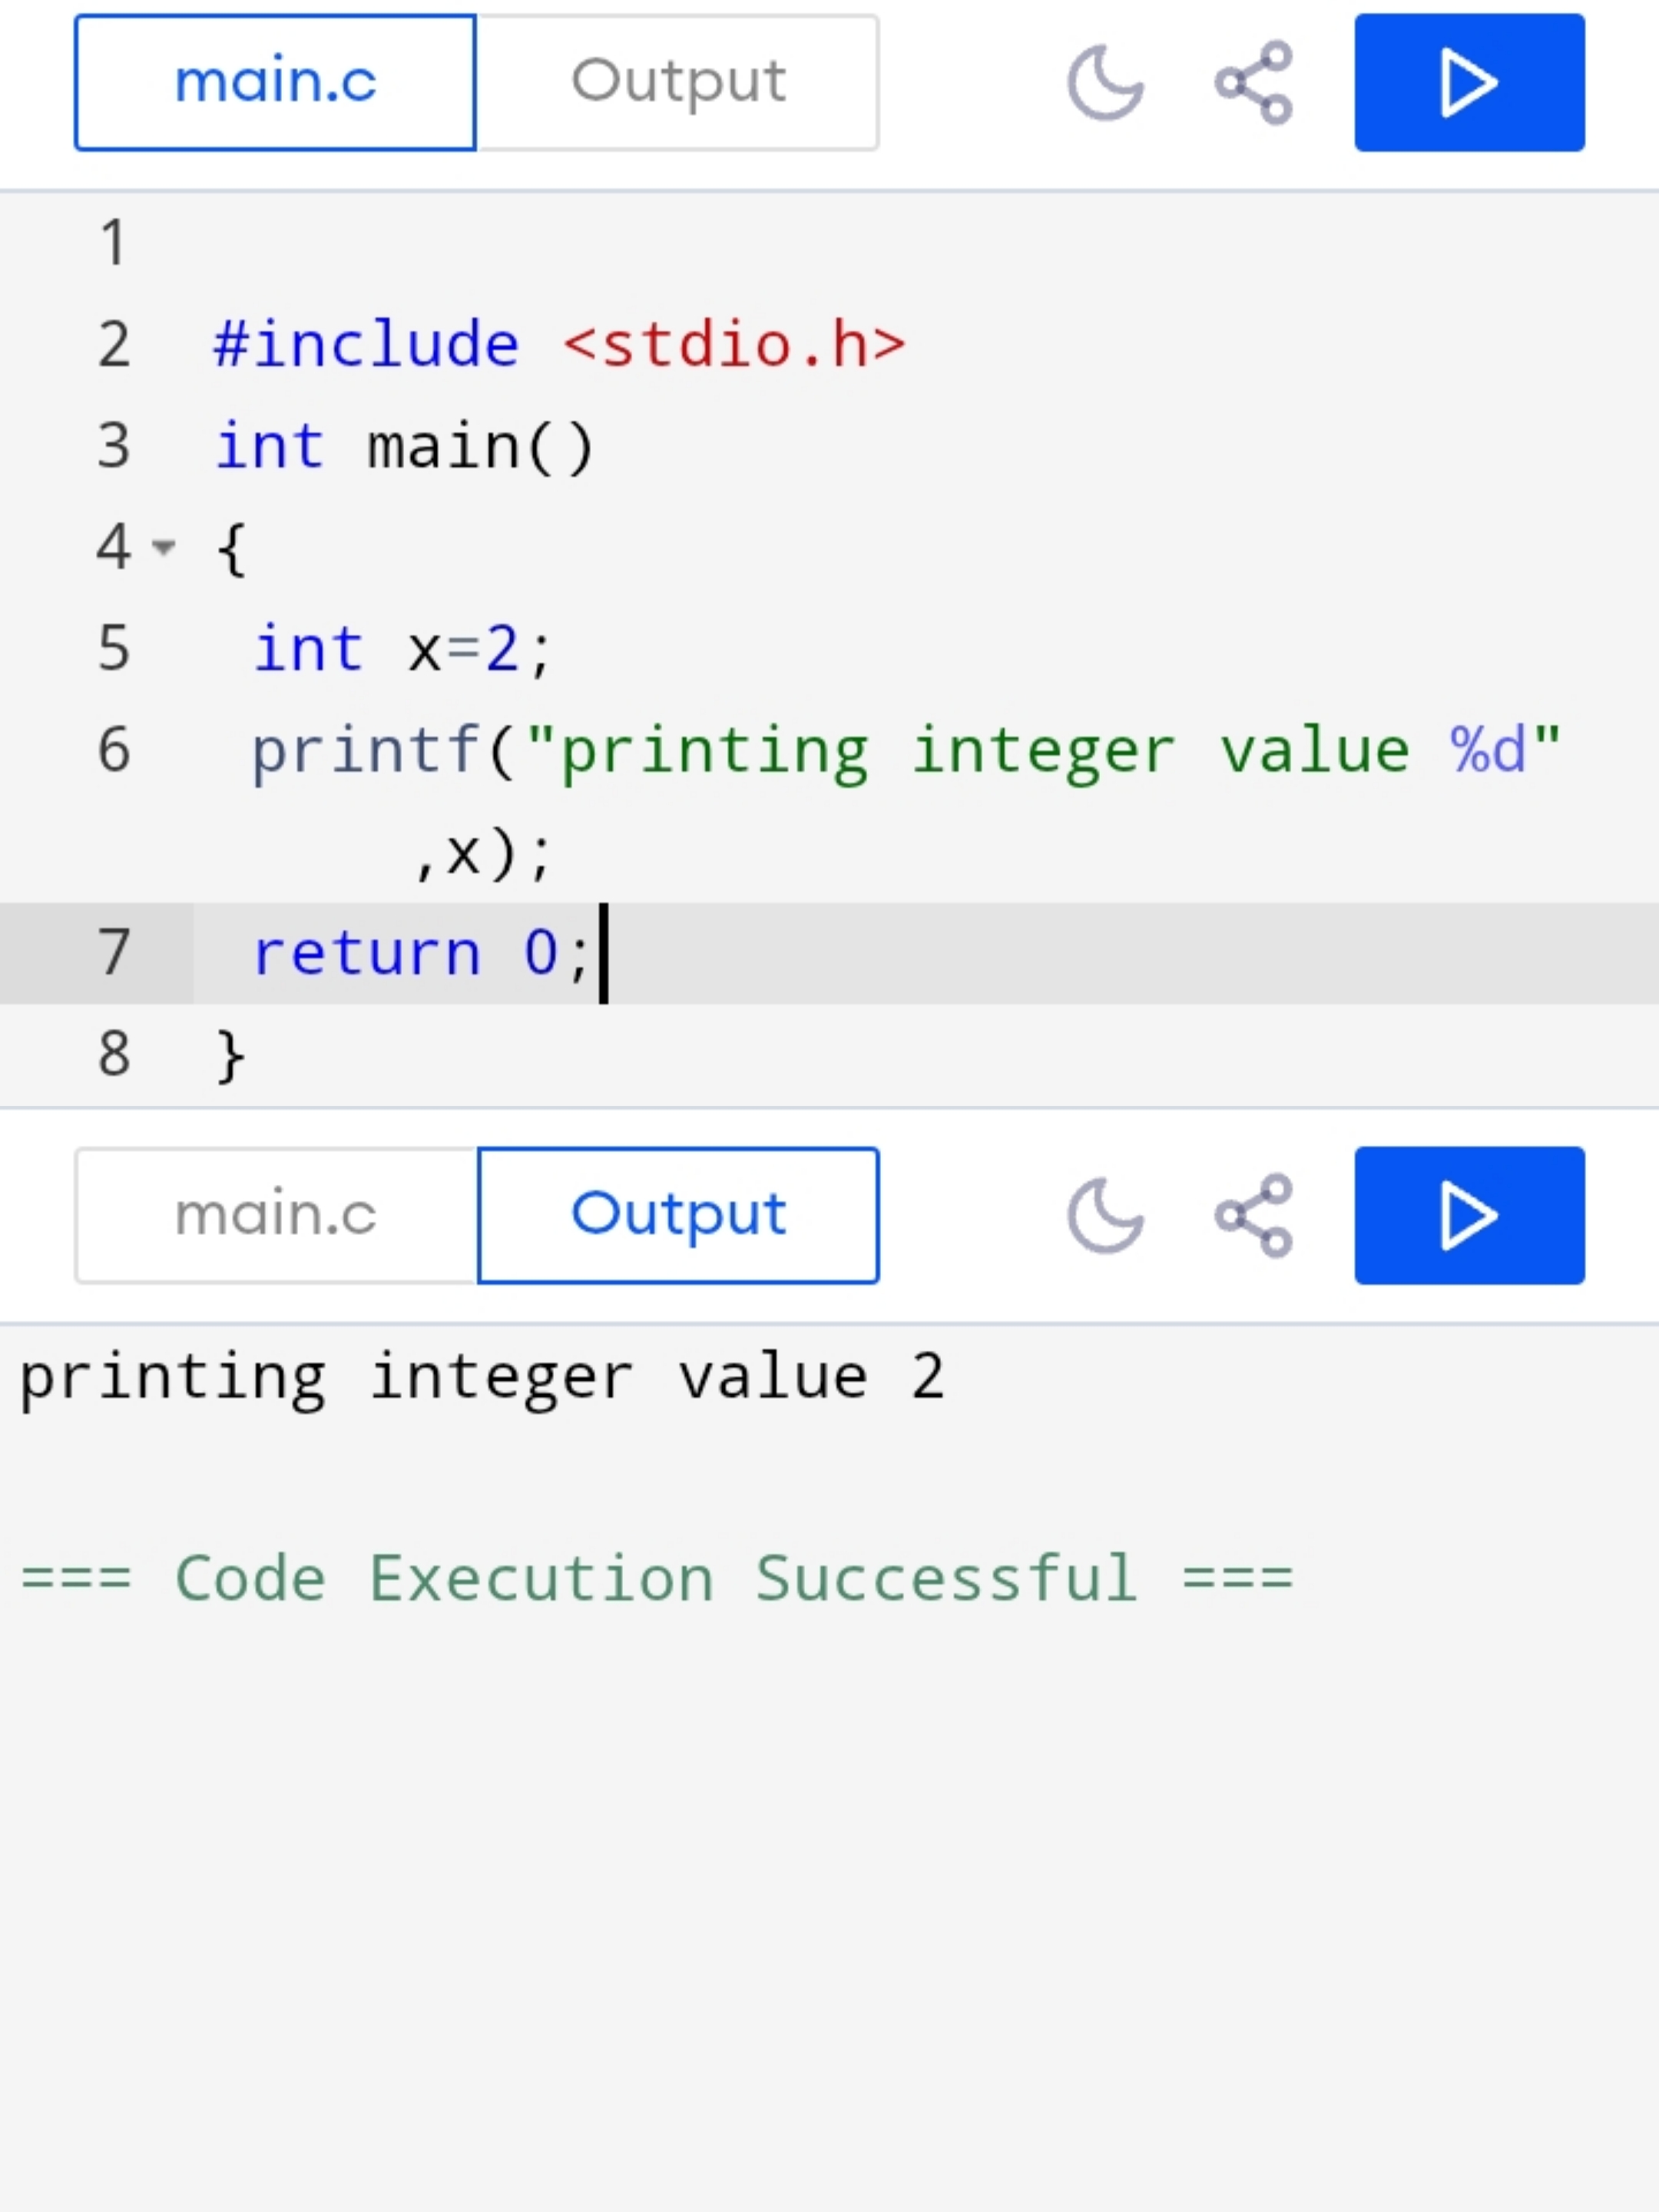 main.c Output
1
2 #include <stdio.h>
3 int main()
4 {
5 int x=2;
6 printf("printing integer value %d"
,x);
7 return 0;
8 }
main.c Output
printing integer value 2
=== Code Execution Successful ===